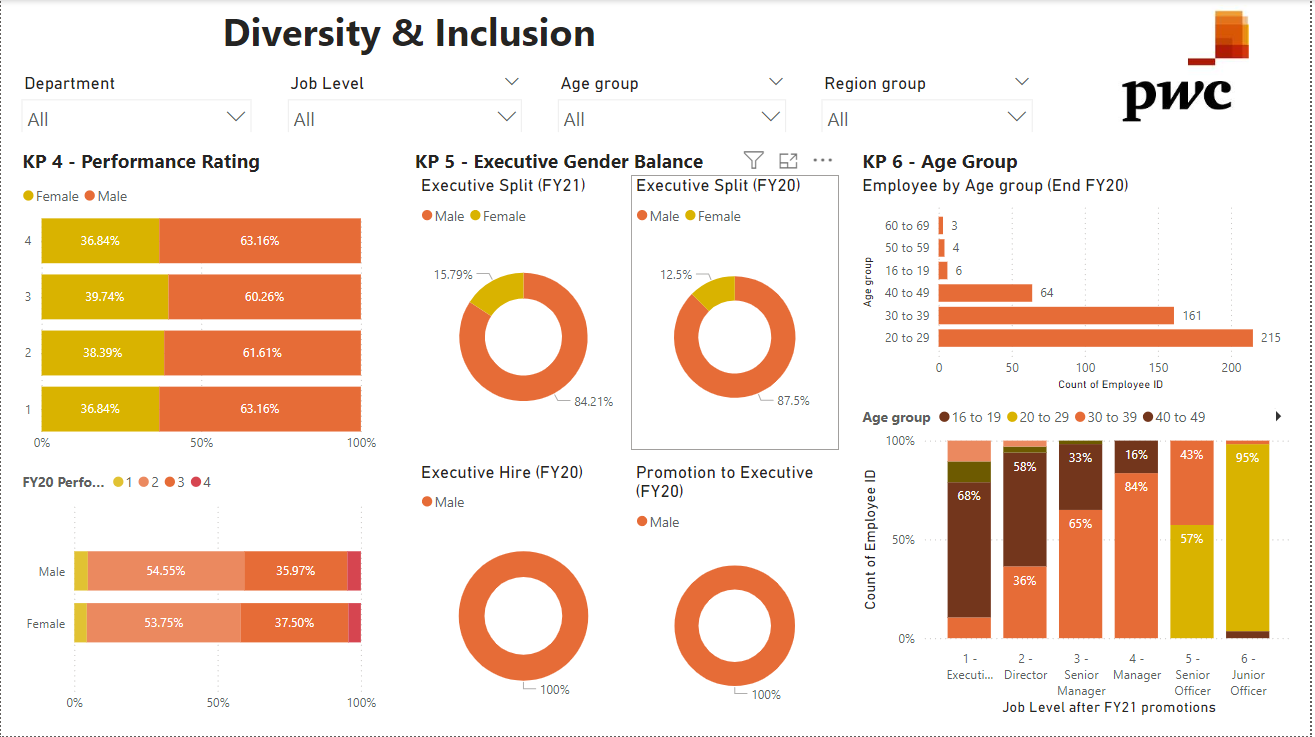 Diversity & Inclusion
pwc
Department
Job Level
Age group
Region group
All
All
All
All
KP 4 - Performance Rating
Female Male
4 36.84% 63.16%
3 39.74% 60.26%
2 38.39% 61.61%
1 36.84% 63.16%
0% 50% 100%
FY20 Perfo... 1 2 3 4
Male 54.55% 35.97%
Female 53.75% 37.50%
0% 50% 100%
KP 5 - Executive Gender Balance
Executive Split (FY21)
Male Female
15.79%
84.21%
Executive Split (FY20)
Male Female
12.5%
87.5%
Executive Hire (FY20)
Male
100%
Promotion to Executive
(FY20)
Male
100%
KP 6 - Age Group
Employee by Age group (End FY20)
Age group
60 to 69 3
50 to 59 4
16 to 19 6
40 to 49 64
30 to 39 161
20 to 29 215
0 50 100 150 200
Count of Employee ID
Age group 16 to 19 20 to 29 30 to 39 40 to 49
Count of Employee ID
100%
50%
0%
68%
58%
36%
33%
65%
16%
84%
43%
57%
95%
1 -
Executi...
2 -
Director
3 -
Senior
Manager
4 -
Manager
5 -
Senior
Officer
6 -
Junior
Officer
Job Level after FY21 promotions